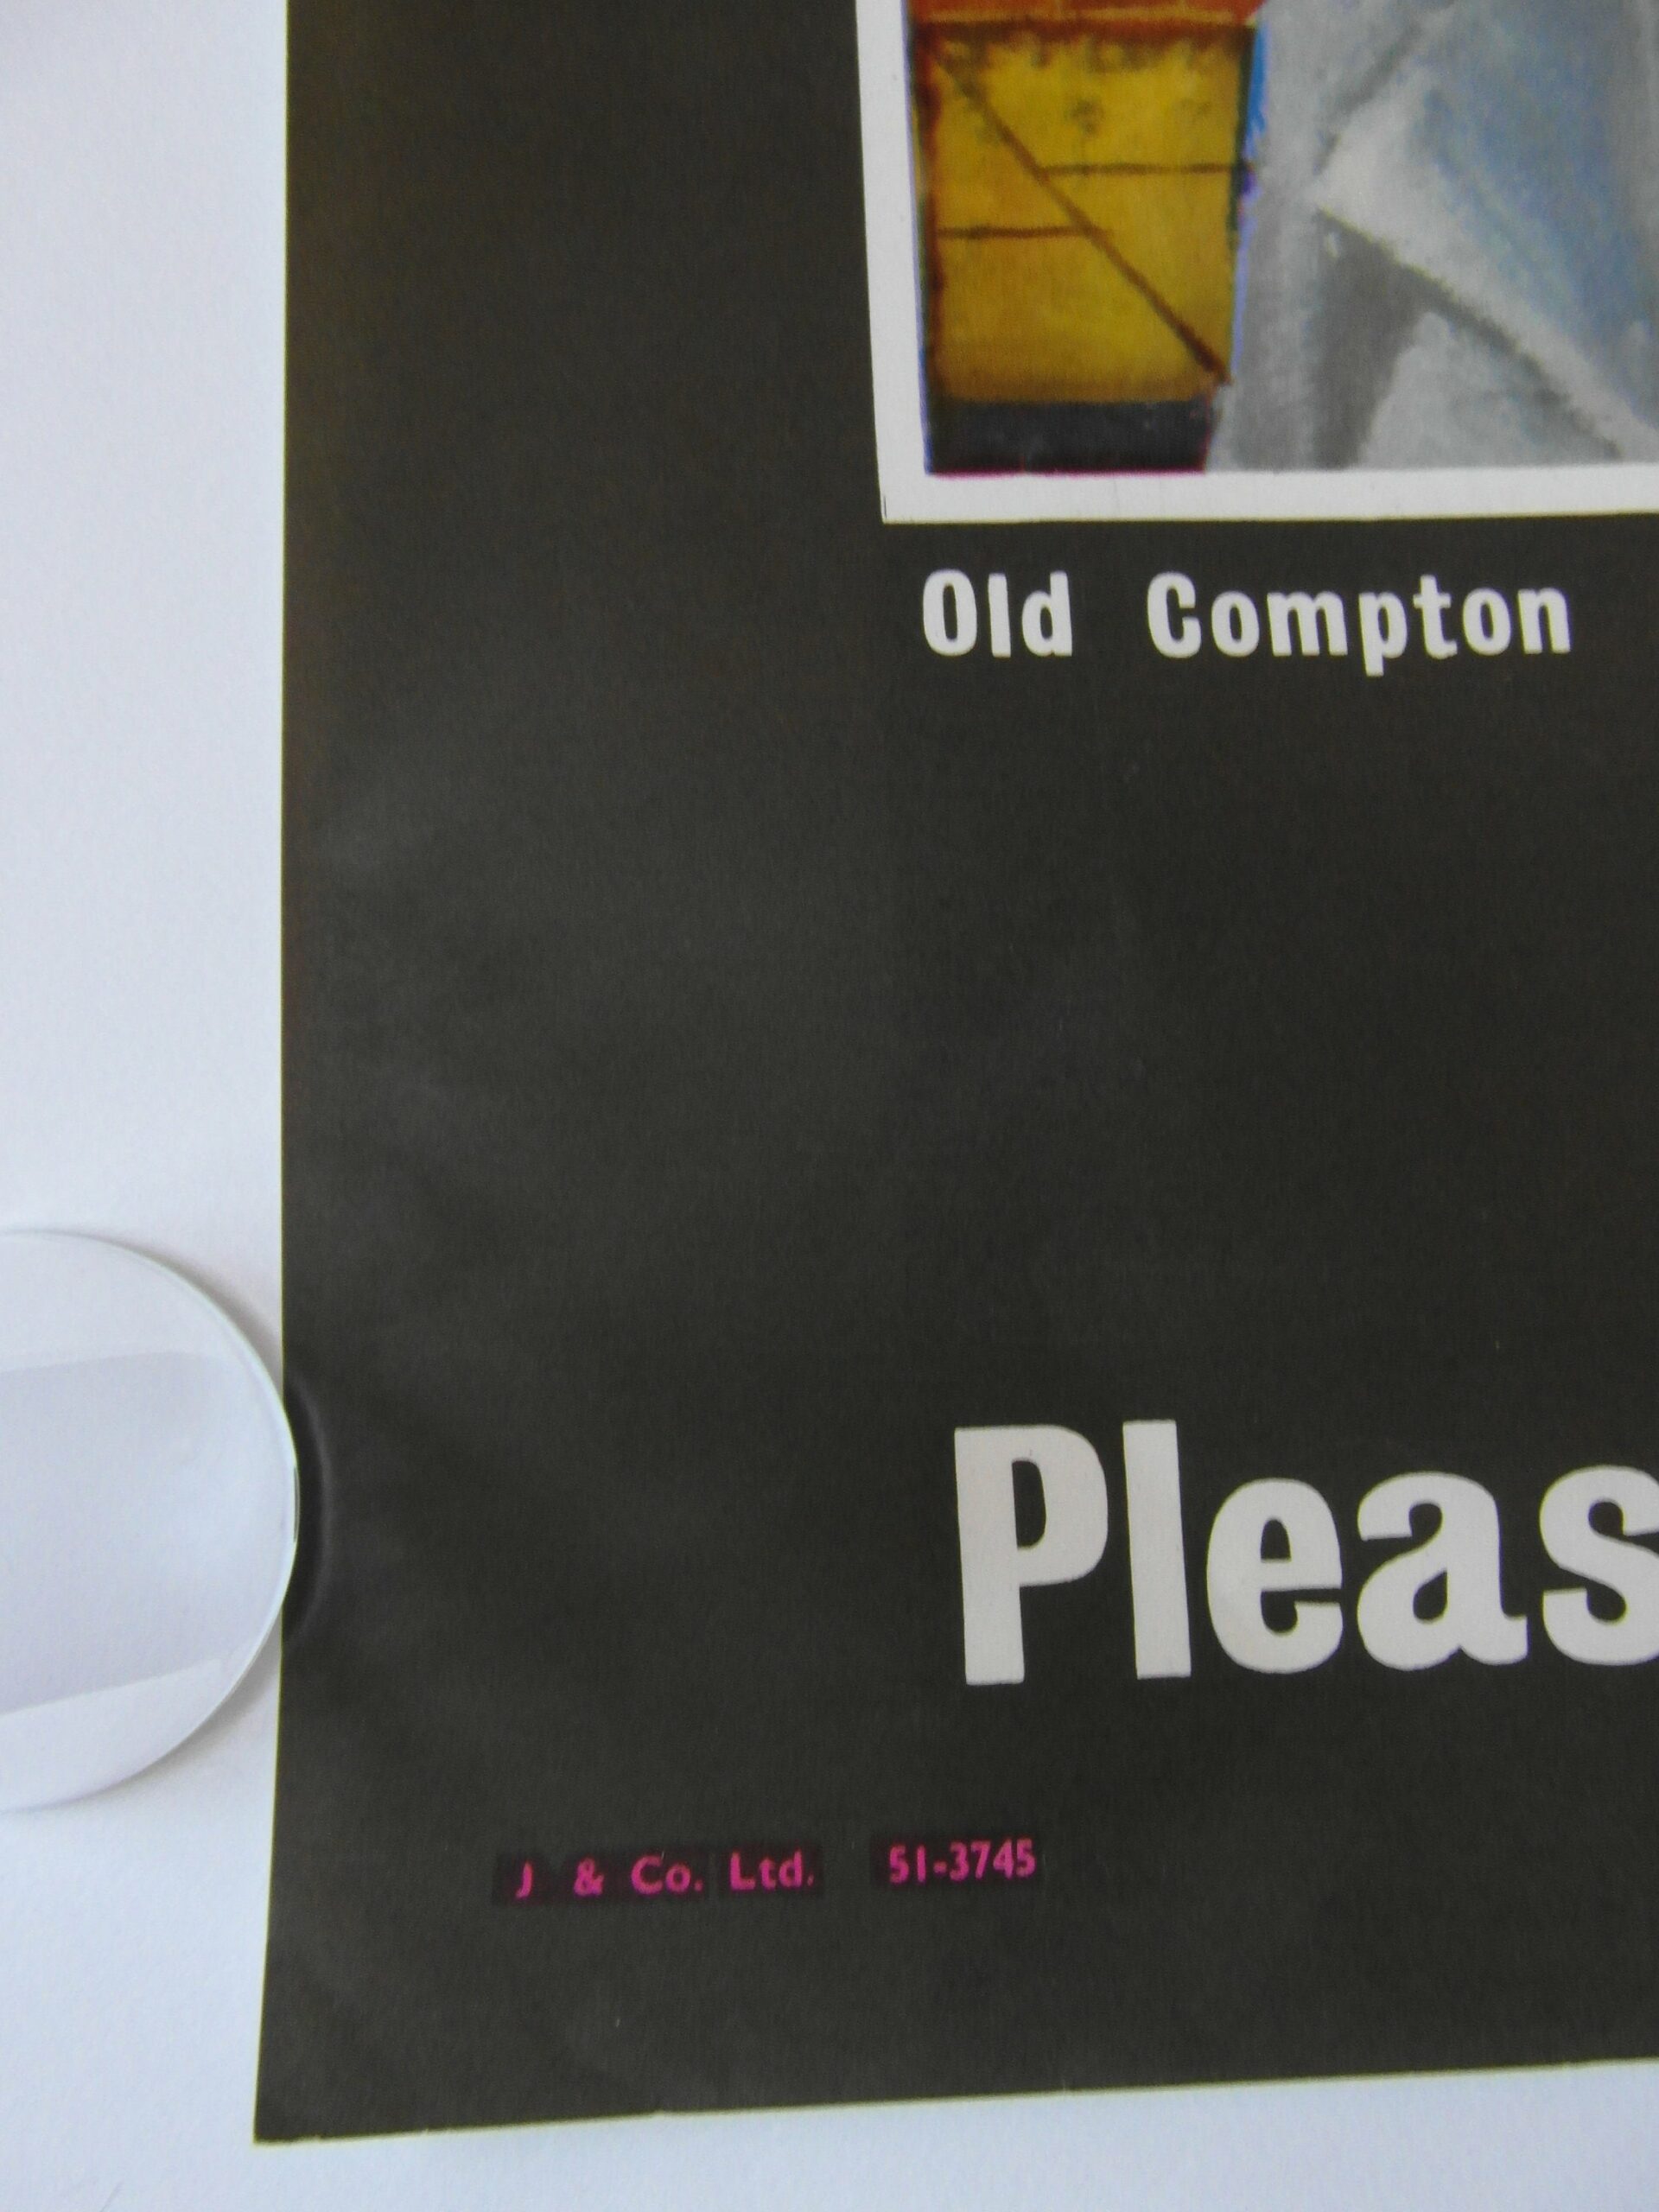 Old Compton
Pleas
J & Co. Ltd. 51-3745